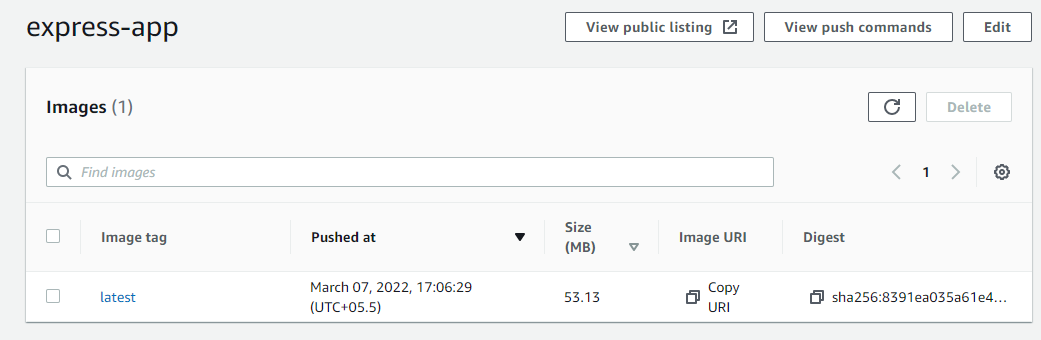 express-app
View public listing
View push commands
Edit
Images (1)
Delete
Find images
1
Image tag
Pushed at
Size
(MB)
Image URI
Digest
latest
March 07, 2022, 17:06:29
(UTC+05.5)
53.13
Copy
URI
sha256:8391ea035a61e4...